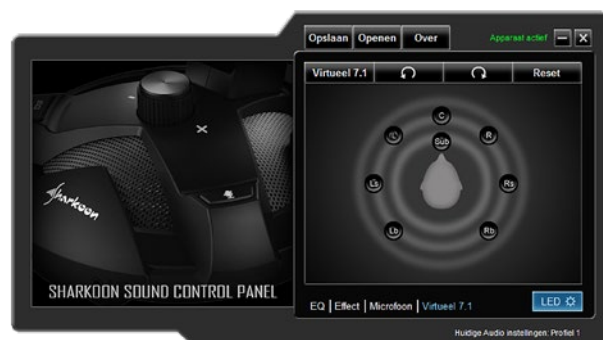 Opslaan Openen Over Apparaat actief
Virtueel 7.1 Reset
C
L R
Sub
Ls Rs
Lb Rb
sharkoon
SHARKOON SOUND CONTROL PANEL
EQ Effect Microfoon Virtueel 7.1 LED
Huidige Audio instellingen: Profiel 1